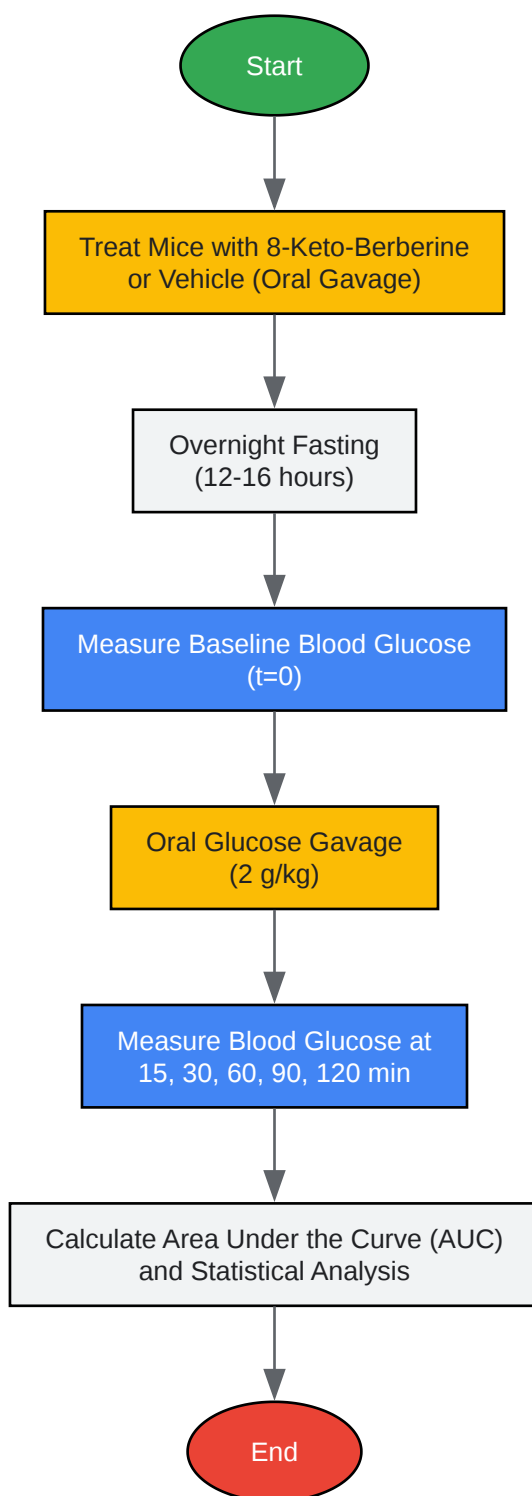 Start
Treat Mice with 8-Keto-Berberine
or Vehicle (Oral Gavage)
Overnight Fasting
(12-16 hours)
Measure Baseline Blood Glucose
(t=0)
Oral Glucose Gavage
(2 g/kg)
Measure Blood Glucose at
15, 30, 60, 90, 120 min
Calculate Area Under the Curve (AUC)
and Statistical Analysis
End